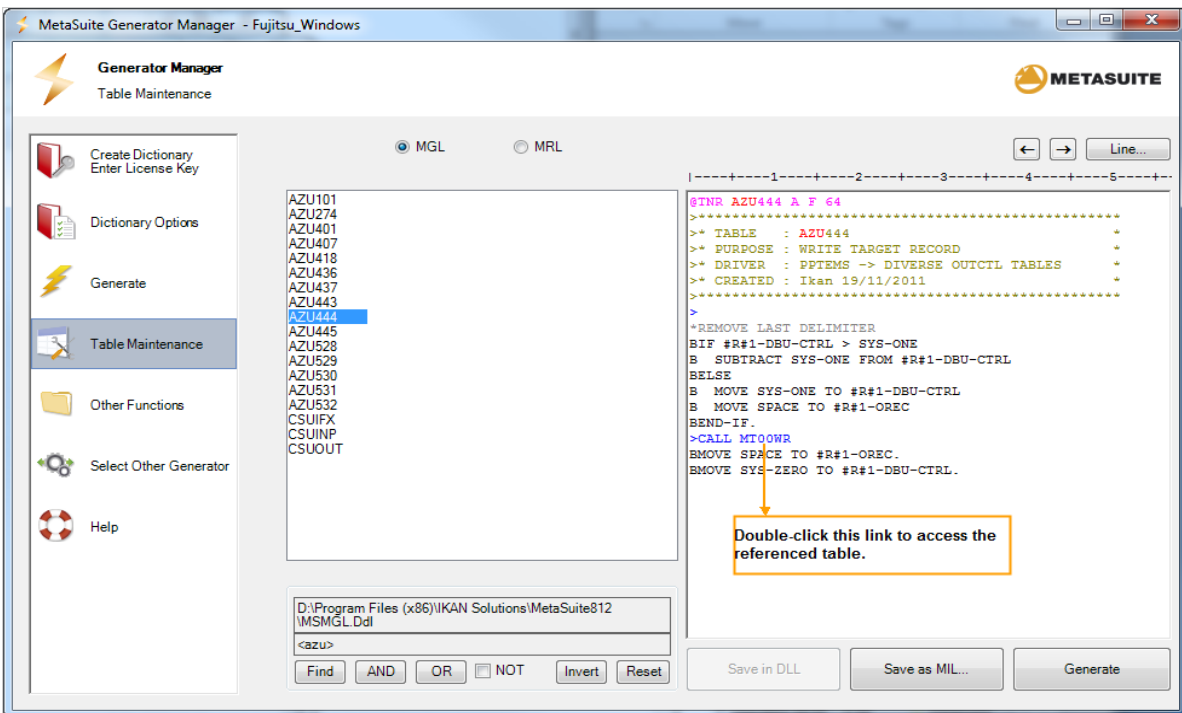 MetaSuite Generator Manager - Fujitsu_Windows
Generator Manager
Table Maintenance
METASUITE
Create Dictionary
Enter License Key
Dictionary Options
Generate
Table Maintenance
Other Functions
Select Other Generator
Help
MGL
MRL
AZU101
AZU274
AZU401
AZU407
AZU418
AZU436
AZU437
AZU443
AZU444
AZU445
AZU528
AZU529
AZU530
AZU531
AZU532
CSUIFX
CSUINP
CSUOUT
D:\Program Files (x86)\IKAN Solutions\MetaSuite812
\MSMGL.Ddl
<azu>
Find AND OR NOT Invert Reset
← → Line...
|----+----1----+----2----+----3----+----4----+----5----+-
@TNR AZU444 A F 64
>*************************************************
>* TABLE : AZU444 *
>* PURPOSE : WRITE TARGET RECORD *
>* DRIVER : PPTEMS -> DIVERSE OUTCTL TABLES *
>* CREATED : Ikan 19/11/2011 *
>*************************************************
>
*REMOVE LAST DELIMITER
BIF #R#1-DBU-CTRL > SYS-ONE
B SUBTRACT SYS-ONE FROM #R#1-DBU-CTRL
BELSE
B MOVE SYS-ONE TO #R#1-DBU-CTRL
B MOVE SPACE TO #R#1-OREC
BEND-IF.
>CALL MT00WR
BMOVE SPACE TO #R#1-OREC.
BMOVE SYS-ZERO TO #R#1-DBU-CTRL.
Double-click this link to access the
referenced table.
Save in DLL Save as MIL... Generate